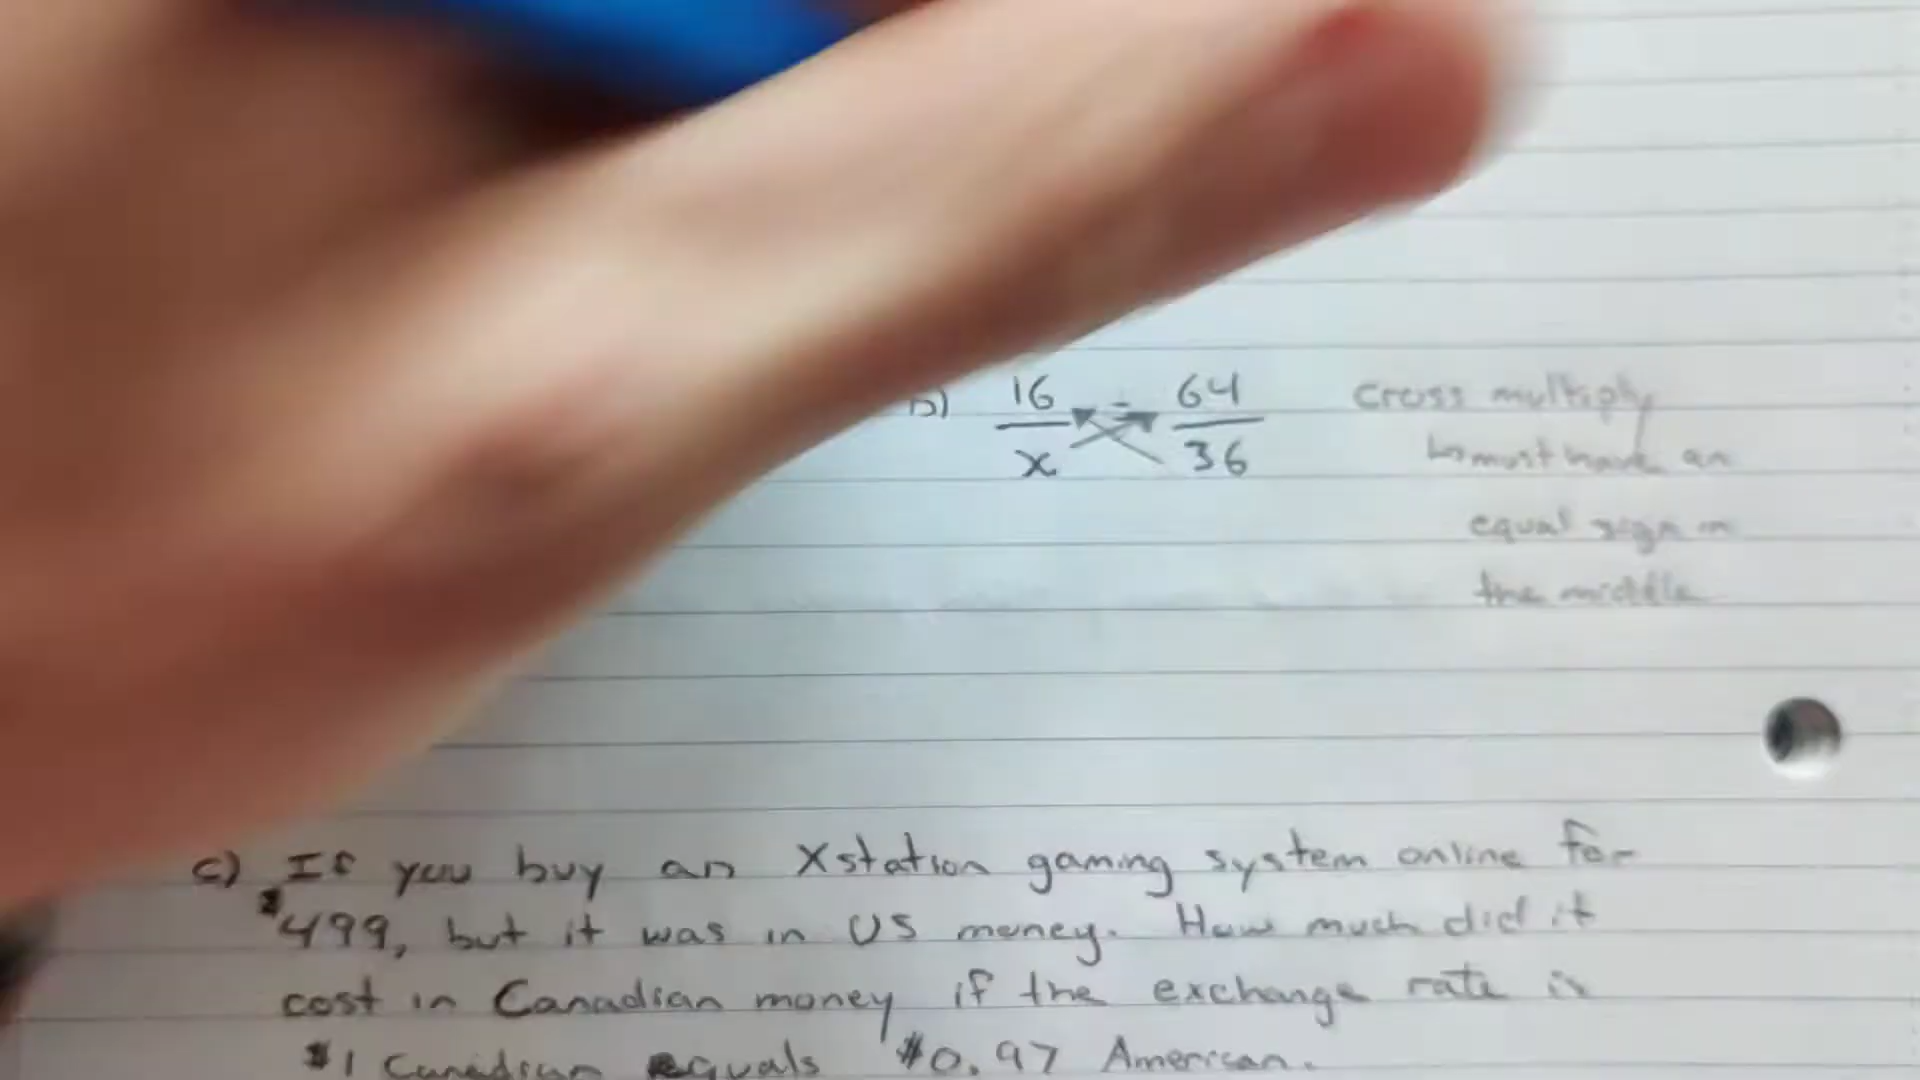 b) 16/x = 64/36
cross multiply
↳ must have an
equal sign in
the middle
c) If you buy an Xstation gaming system online for
$499, but it was in US money. How much did it
cost in Canadian money if the exchange rate is
$1 Canadian equals $0.97 American.